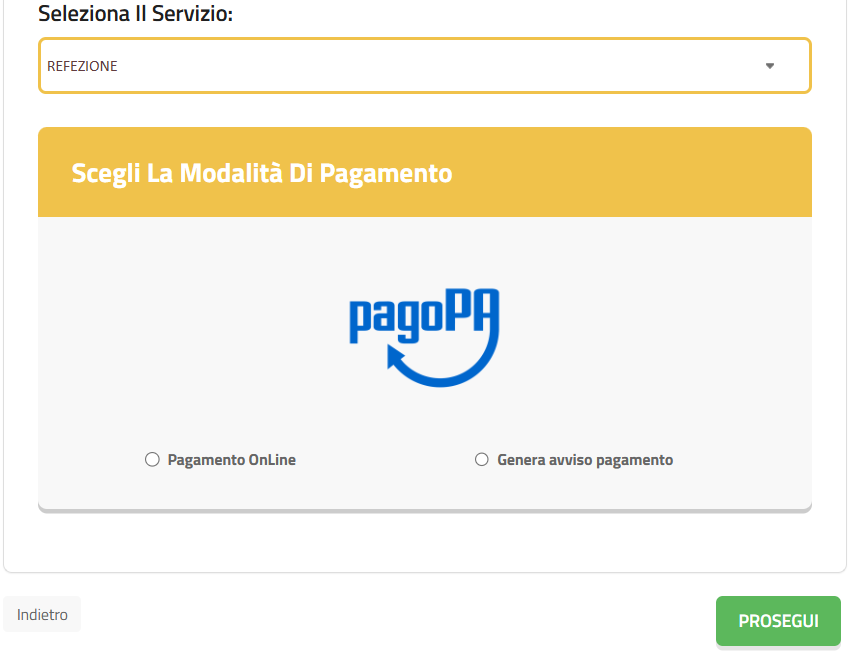 Seleziona Il Servizio:
REFEZIONE
Scegli La Modalità Di Pagamento
pagoPA
Pagamento OnLine
Genera avviso pagamento
Indietro
PROSEGUI